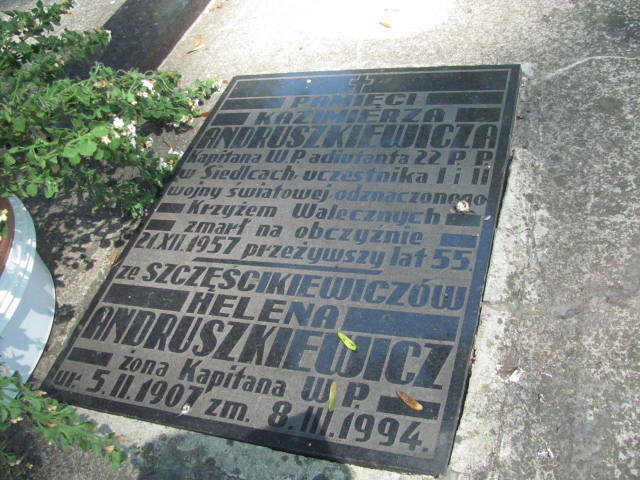 PAMIĘCI
KAZIMIERZA
ANDRUSZKIEWICZA
Kapitana W.P. adiutanta 22 P.P.
w Siedlcach, uczestnika I i II
wojny światowej, odznaczonego
Krzyżem Walecznych
zmarł na obczyźnie
21.XII.1957 przeżywszy lat 55.
ze SZCZĘŚCIKIEWICZÓW
HELENA
ANDRUSZKIEWICZ
żona Kapitana W.P.
ur. 5.II.1907 zm. 8.III.1994.